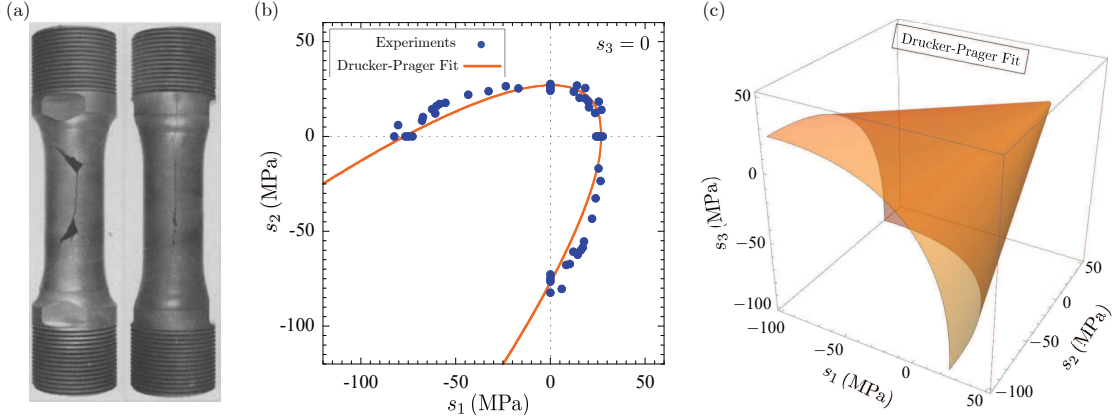 (a)
(b)
(c)
Experiments
Drucker-Prager Fit
s₃ = 0
50
0
-50
-100
s₂ (MPa)
-100
-50
0
50
s₁ (MPa)
Drucker-Prager Fit
50
0
−50
−100
s₃ (MPa)
−100
−50
0
50
s₁ (MPa)
50
0
−50
−100
s₂ (MPa)